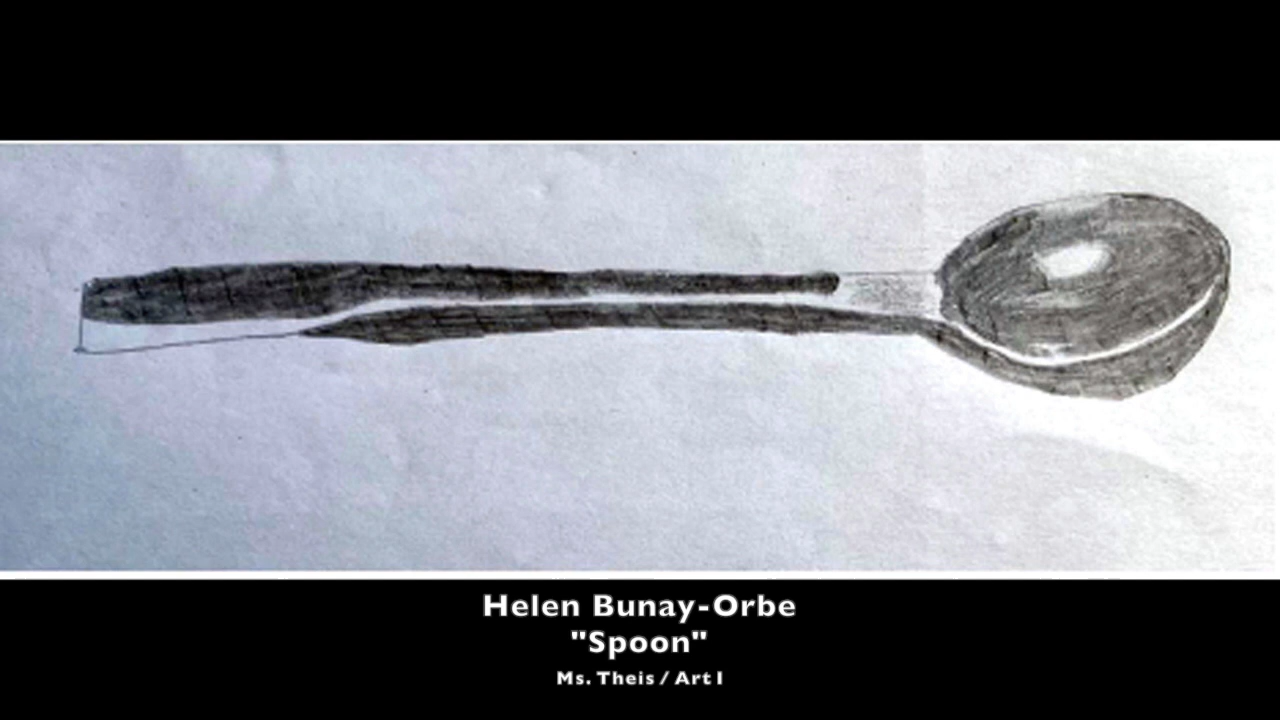 Helen Bunay-Orbe
"Spoon"
Ms. Theis / Art I